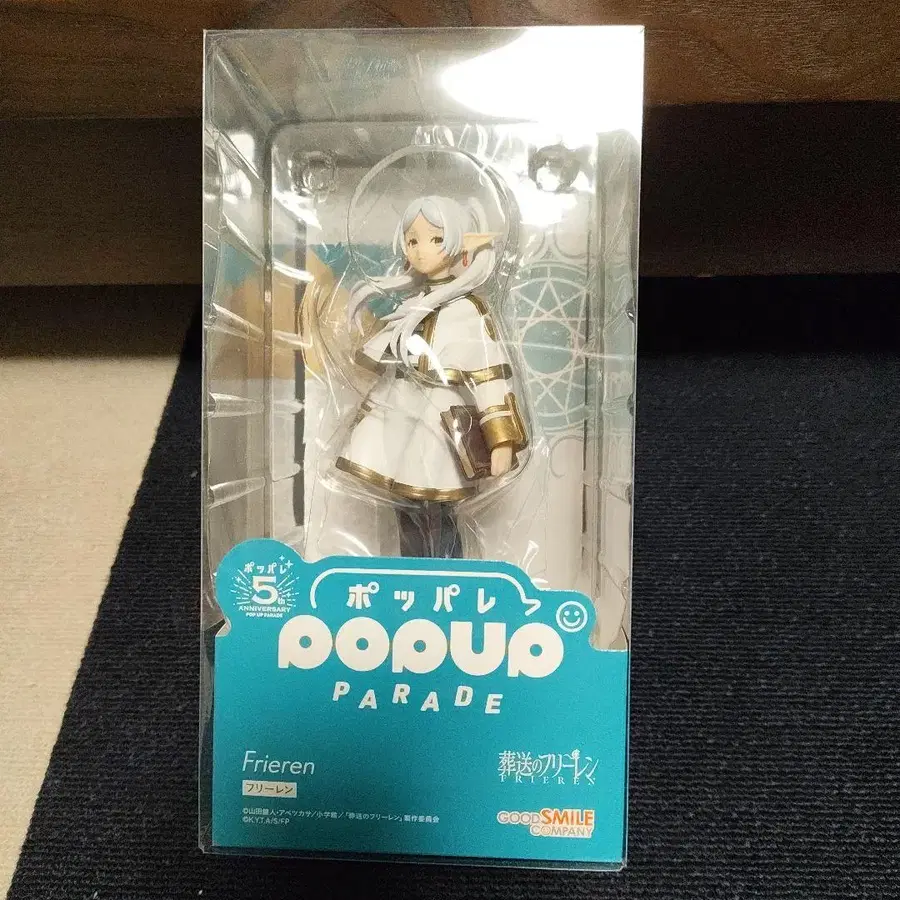 ポッパレ
5th
ANNIVERSARY
POP UP PARADE
ポッパレ
POPUP
PARADE
Frieren
フリーレン
葬送のフリーレン
FRIEREN
©山田鐘人・アベツカサ/小学館/「葬送のフリーレン」製作委員会
©K.Y,T.A/S/FP
GOOD SMILE
COMPANY